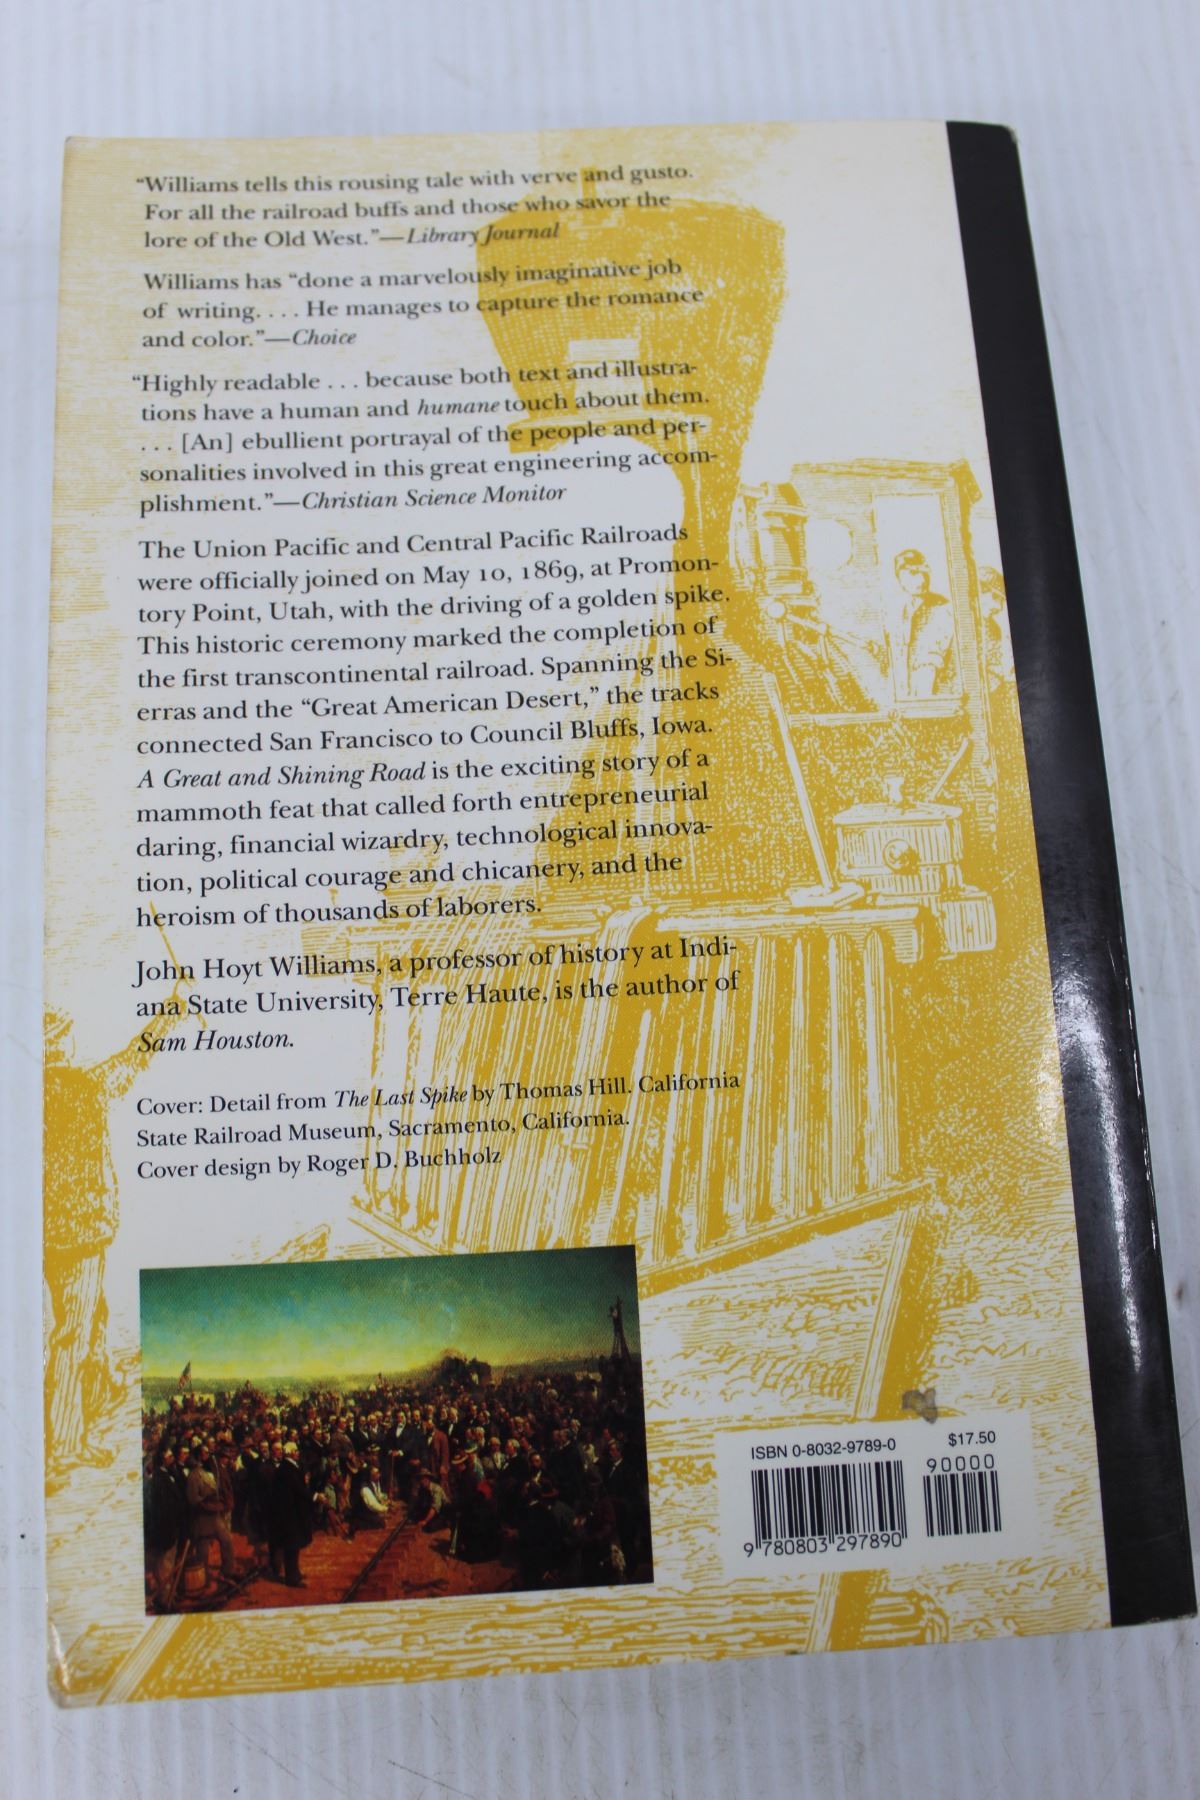 “Williams tells this rousing tale with verve and gusto.
For all the railroad buffs and those who savor the
lore of the Old West.”—Library Journal
Williams has “done a marvelously imaginative job
of writing. . . . He manages to capture the romance
and color.”—Choice
“Highly readable . . . because both text and illustra-
tions have a human and humane touch about them.
. . . [An] ebullient portrayal of the people and per-
sonalities involved in this great engineering accom-
plishment.”—Christian Science Monitor
The Union Pacific and Central Pacific Railroads
were officially joined on May 10, 1869, at Promon-
tory Point, Utah, with the driving of a golden spike.
This historic ceremony marked the completion of
the first transcontinental railroad. Spanning the Si-
erras and the “Great American Desert,” the tracks
connected San Francisco to Council Bluffs, Iowa.
A Great and Shining Road is the exciting story of a
mammoth feat that called forth entrepreneurial
daring, financial wizardry, technological innova-
tion, political courage and chicanery, and the
heroism of thousands of laborers.
John Hoyt Williams, a professor of history at Indi-
ana State University, Terre Haute, is the author of
Sam Houston.
Cover: Detail from The Last Spike by Thomas Hill. California
State Railroad Museum, Sacramento, California.
Cover design by Roger D. Buchholz
ISBN 0-8032-9789-0 $17.50
90000
9 780803 297890